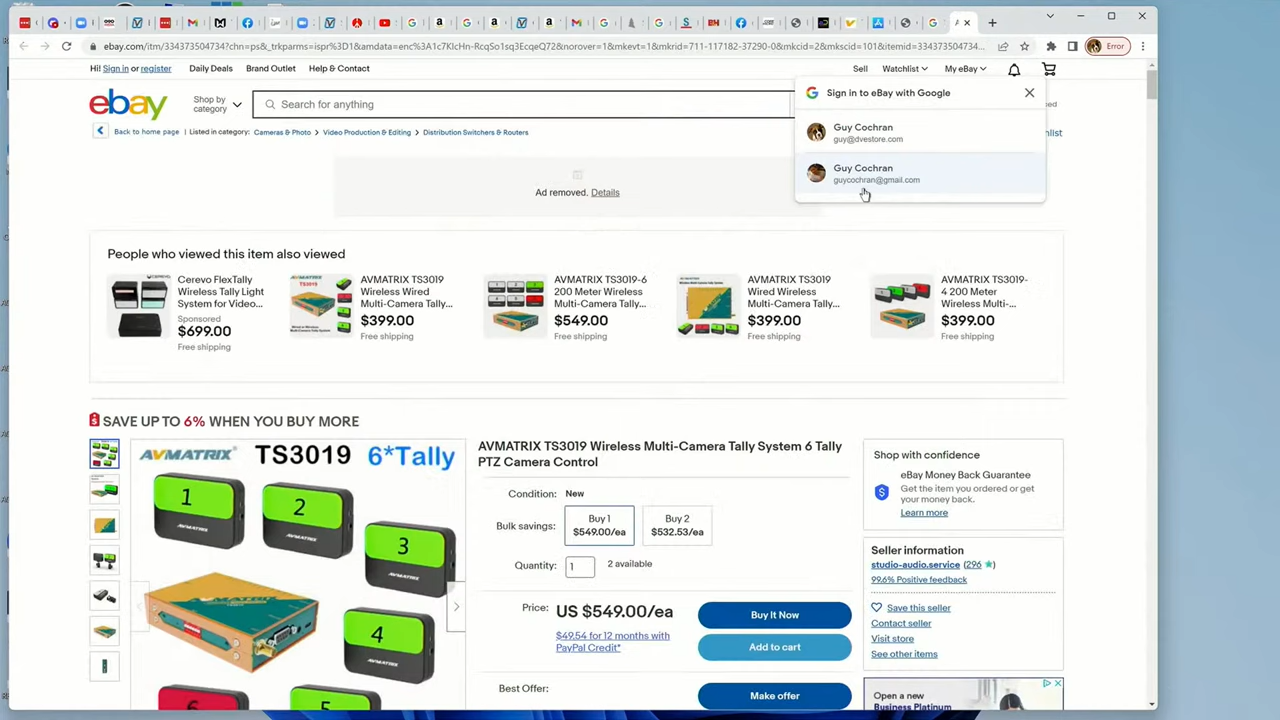 ebay.com/itm/334373504734?chn=ps&_trkparms=ispr%3D1&amdata=enc%3A1c7KIcHn-RcqSo1sq3EcqeQ72&norover=1&mkevt=1&mkrid=711-117182-37290-0&mkcid=2&mkscid=101&itemid=334373504734...
Error
Hi! Sign in or register
Daily Deals
Brand Outlet
Help & Contact
Sell
Watchlist
My eBay
Sign in to eBay with Google
Guy Cochran
guy@dvestore.com
Guy Cochran
guycochran@gmail.com
ebay
Shop by
category
Search for anything
Back to home page
Listed in category:
Cameras & Photo
Video Production & Editing
Distribution Switchers & Routers
Ad removed. Details
People who viewed this item also viewed
Cerevo FlexTally
Wireless Tally Light
System for Video...
Sponsored
$699.00
Free shipping
AVMATRIX TS3019
Wireless Wired
Multi-Camera Tally...
$399.00
Free shipping
AVMATRIX TS3019-6
200 Meter Wireless
Multi-Camera Tally...
$549.00
Free shipping
AVMATRIX TS3019
Wired Wireless
Multi-Camera Tally...
$399.00
Free shipping
AVMATRIX TS3019-
4 200 Meter
Wireless Multi-...
$399.00
Free shipping
SAVE UP TO 6% WHEN YOU BUY MORE
AVMATRIX TS3019 6*Tally
1
AVMATRIX
2
AVMATRIX
3
AVMATRIX
4
AVMATRIX
6
5
AVMATRIX TS3019 Wireless Multi-Camera Tally System 6 Tally
PTZ Camera Control
Condition: New
Bulk savings:
Buy 1
$549.00/ea
Buy 2
$532.53/ea
Quantity: 1
2 available
Price: US $549.00/ea
$49.54 for 12 months with
PayPal Credit*
Buy It Now
Add to cart
Best Offer:
Make offer
Shop with confidence
eBay Money Back Guarantee
Get the item you ordered or get
your money back.
Learn more
Seller information
studio-audio.service (296)
99.6% Positive feedback
Save this seller
Contact seller
Visit store
See other items
Open a new
Business Platinum